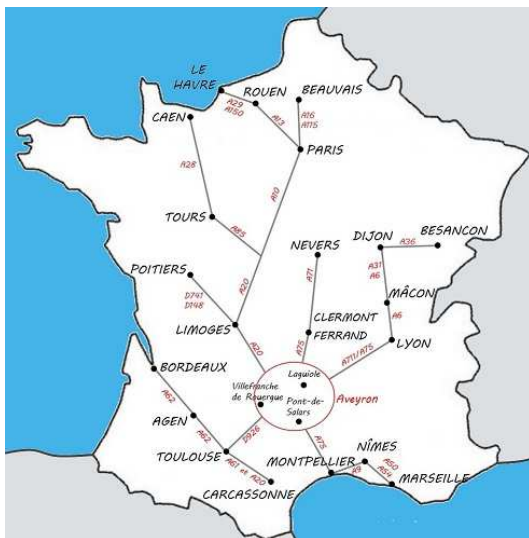 LE
HAVRE
ROUEN
BEAUVAIS
A29
A150
A16
A115
CAEN
A13
PARIS
A28
A10
TOURS
A85
NEVERS
DIJON
A36
BESANCON
POITIERS
A71
A31
A6
D741
D148
A20
MÂCON
LIMOGES
CLERMONT
FERRAND
A6
A20
A75
LYON
A711/A75
BORDEAUX
Laguiole
Villefranche
de Rouergue
Aveyron
A62
Pont-de-
Salars
AGEN
A62
D926
A75
TOULOUSE
NÎMES
A61 et A20
MONTPELLIER
A9
A50
A54
CARCASSONNE
MARSEILLE